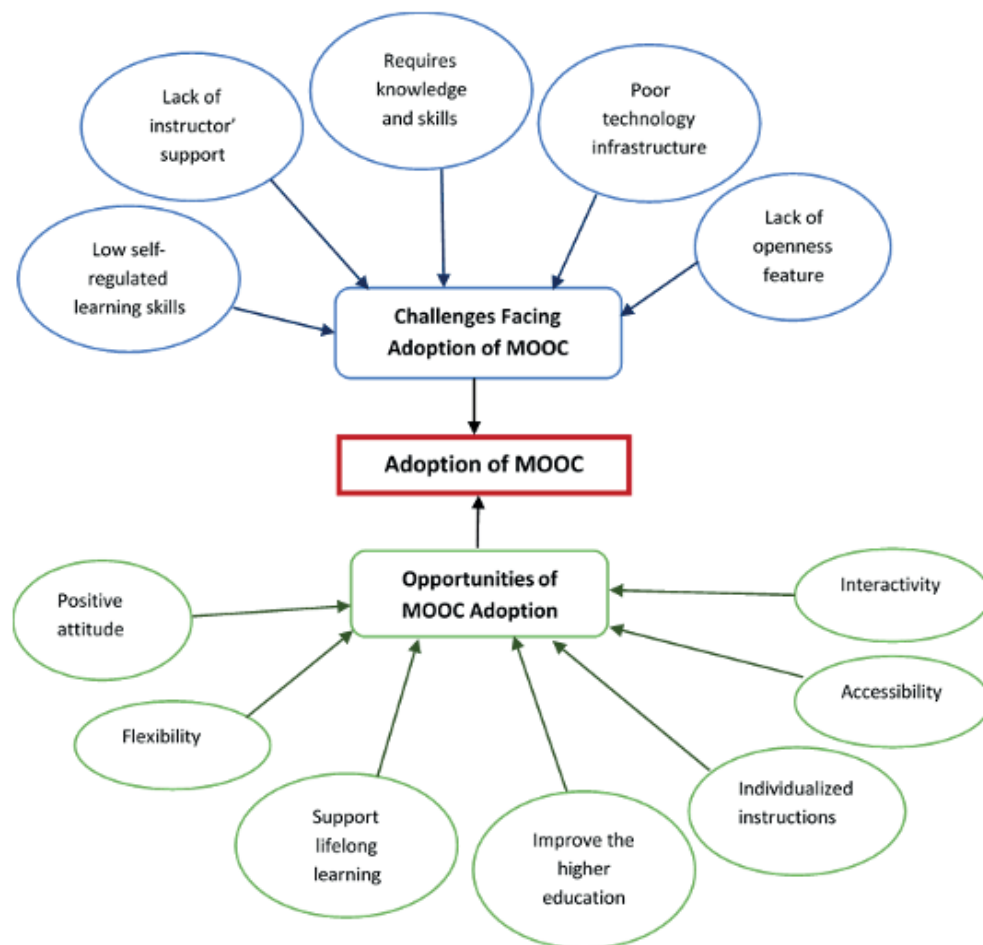 Requires
knowledge
and skills
Lack of
instructor'
support
Poor
technology
infrastructure
Low self-
regulated
learning skills
Lack of
openness
feature
Challenges Facing
Adoption of MOOC
Adoption of MOOC
Opportunities of
MOOC Adoption
Positive
attitude
Interactivity
Flexibility
Accessibility
Support
lifelong
learning
Improve the
higher
education
Individualized
instructions